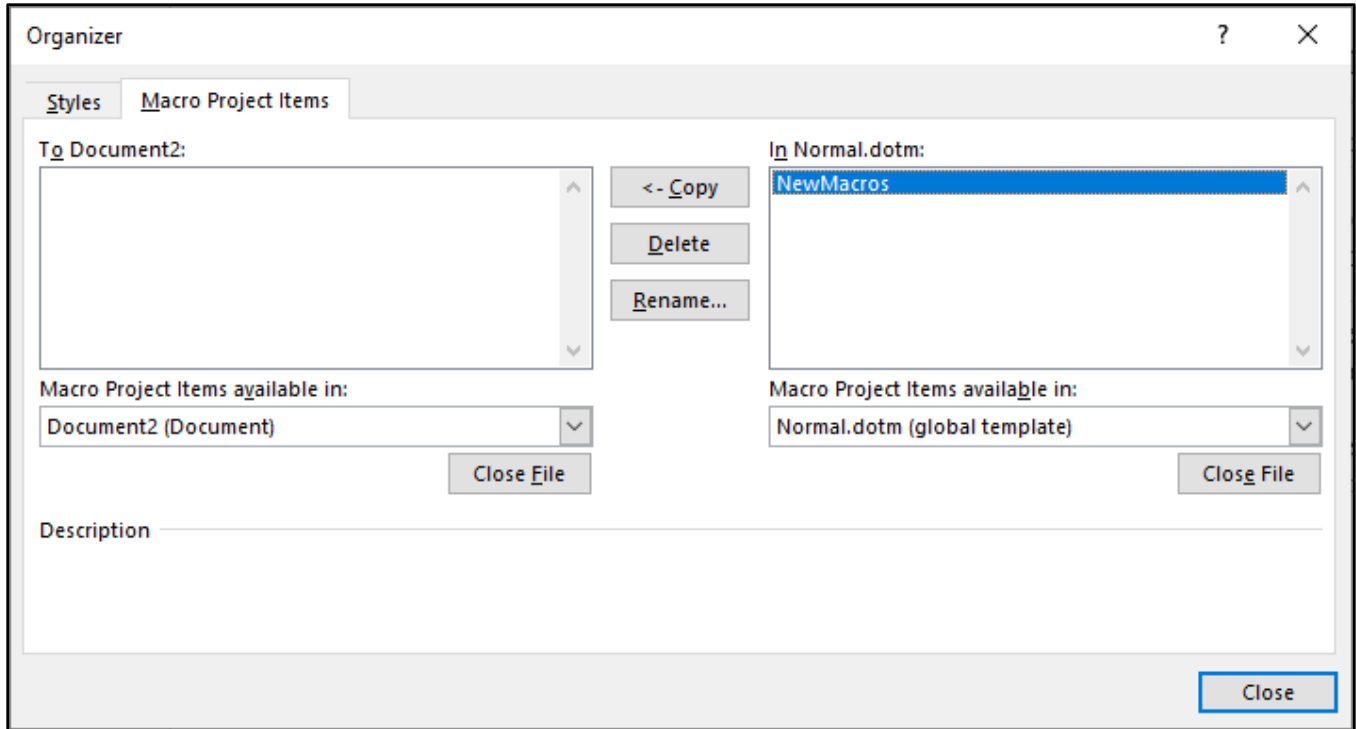 Organizer
?
Styles
Macro Project Items
To Document2:
In Normal.dotm:
<- Copy
NewMacros
Delete
Rename...
Macro Project Items available in:
Macro Project Items available in:
Document2 (Document)
Normal.dotm (global template)
Close File
Close File
Description
Close